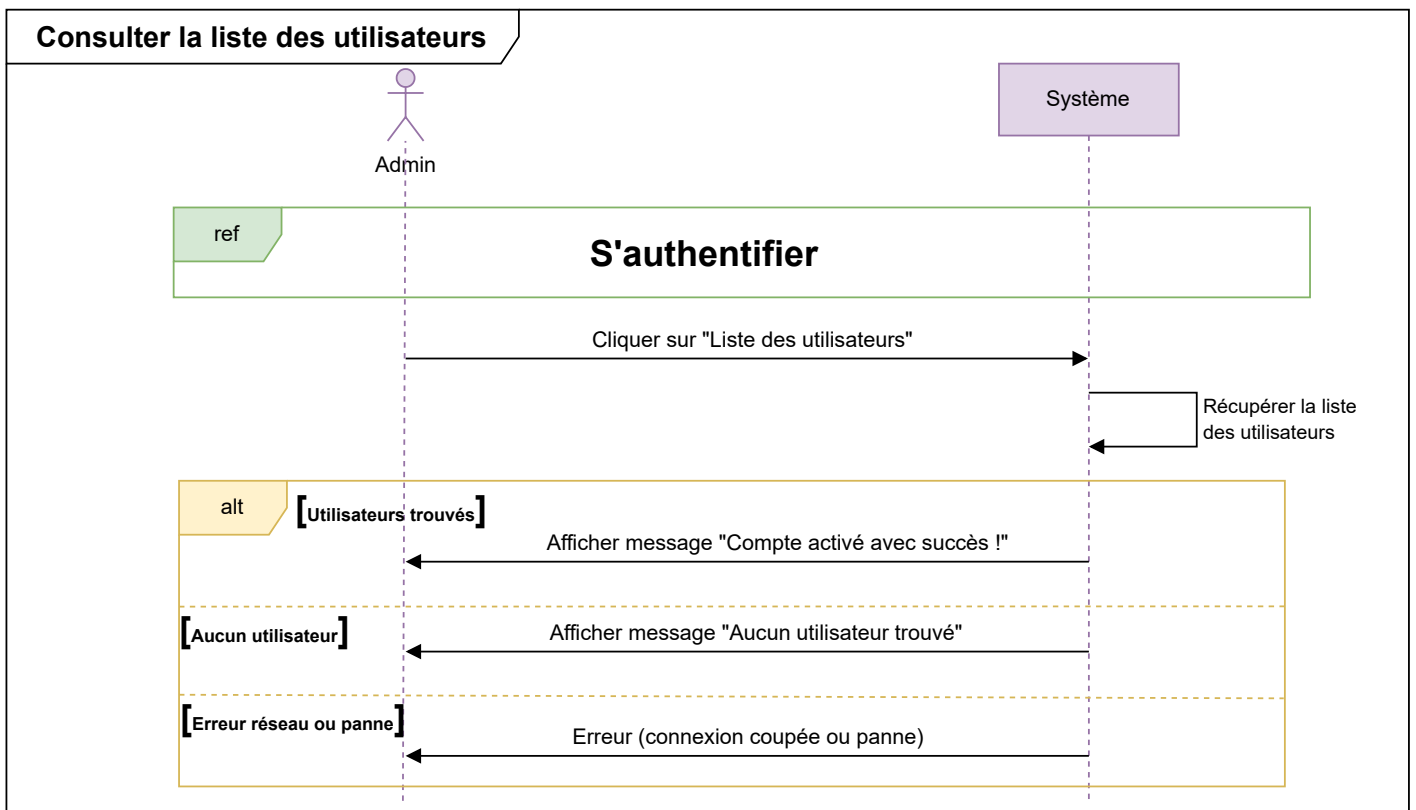 Consulter la liste des utilisateurs
Système
Admin
ref
S'authentifier
Cliquer sur "Liste des utilisateurs"
Récupérer la liste
des utilisateurs
alt
[Utilisateurs trouvés]
Afficher message "Compte activé avec succès !"
[Aucun utilisateur]
Afficher message "Aucun utilisateur trouvé"
[Erreur réseau ou panne]
Erreur (connexion coupée ou panne)